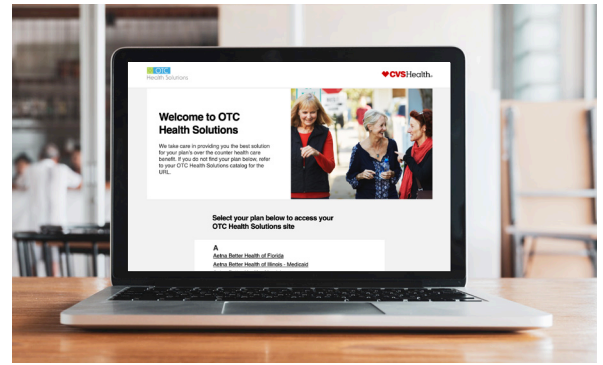 OTC
Health Solutions
♥CVSHealth.
Welcome to OTC
Health Solutions
We take care in providing you the best solution
for your plan's over the counter health care
benefit. If you do not find your plan below, refer
to your OTC Health Solutions catalog for the
URL.
Select your plan below to access your
OTC Health Solutions site
A
Aetna Better Health of Florida
Aetna Better Health of Illinois - Medicaid